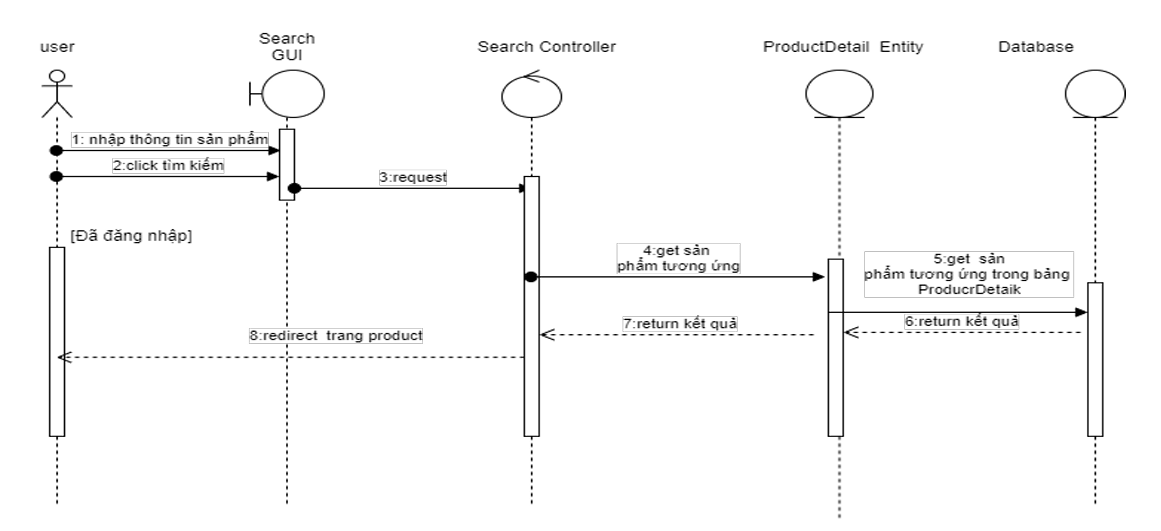 user
Search
GUI
Search Controller
ProductDetail Entity
Database
1: nhập thông tin sản phẩm
2:click tìm kiếm
3:request
[Đã đăng nhập]
4:get sản
phẩm tương ứng
5:get sản
phẩm tương ứng trong bảng
ProducrDetaik
6:return kết quả
7:return kết quả
8:redirect trang product